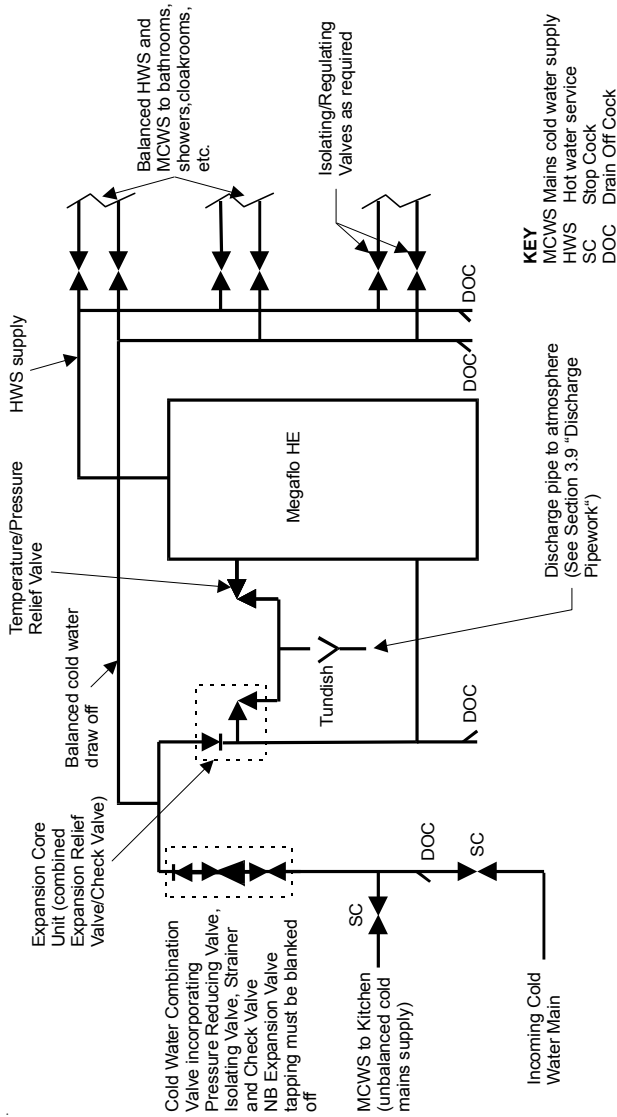 HWS supply
Balanced HWS and
MCWS to bathrooms,
showers,cloakrooms,
etc.
Temperature/Pressure
Relief Valve
Balanced cold water
draw off
Expansion Core
Unit (combined
Expansion Relief
Valve/Check Valve)
Isolating/Regulating
Valves as required
Megaflo HE
Tundish
DOC
DOC
DOC
DOC
SC
SC
Cold Water Combination
Valve incorporating
Pressure Reducing Valve,
Isolating Valve, Strainer
and Check Valve
NB Expansion Valve
tapping must be blanked
off
MCWS to Kitchen
(unbalanced cold
mains supply)
Incoming Cold
Water Main
Discharge pipe to atmosphere
(See Section 3.9 "Discharge
Pipework")
KEY
MCWS Mains cold water supply
HWS Hot water service
SC Stop Cock
DOC Drain Off Cock